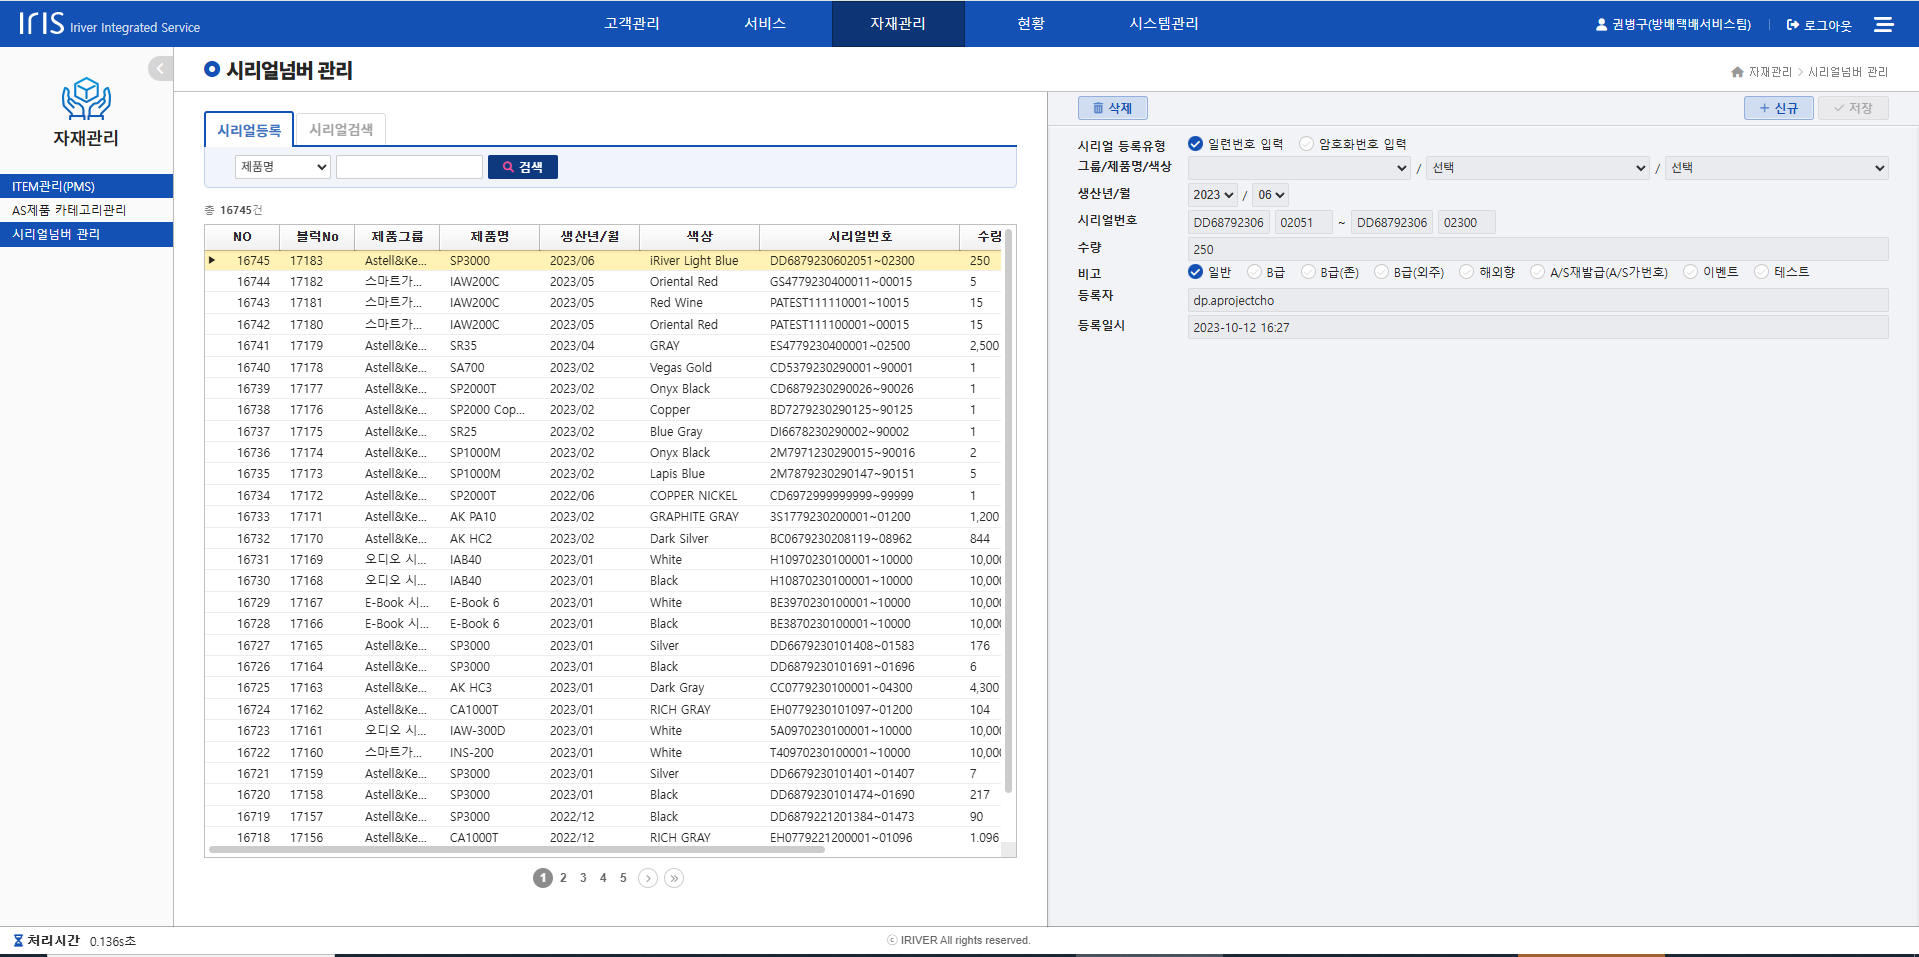 IRIS Iriver Integrated Service
고객관리 서비스 자재관리 현황 시스템관리
권병구(방배택배서비스팀) 로그아웃
자재관리
ITEM관리(PMS)
AS제품 카테고리관리
시리얼넘버 관리
시리얼넘버 관리
자재관리 > 시리얼넘버 관리
시리얼등록 시리얼검색
제품명 검색
총 16745건
NO 블럭No 제품그룹 제품명 생산년/월 색상 시리얼번호 수량
16745 17183 Astell&Ke... SP3000 2023/06 iRiver Light Blue DD6879230602051~02300 250
16744 17182 스마트가... IAW200C 2023/05 Oriental Red GS4779230400011~00015 5
16743 17181 스마트가... IAW200C 2023/05 Red Wine PATEST111110001~10015 15
16742 17180 스마트가... IAW200C 2023/05 Oriental Red PATEST111100001~00015 15
16741 17179 Astell&Ke... SR35 2023/04 GRAY ES4779230400001~02500 2,500
16740 17178 Astell&Ke... SA700 2023/02 Vegas Gold CD5379230290001~90001 1
16739 17177 Astell&Ke... SP2000T 2023/02 Onyx Black CD6879230290026~90026 1
16738 17176 Astell&Ke... SP2000 Cop... 2023/02 Copper BD7279230290125~90125 1
16737 17175 Astell&Ke... SR25 2023/02 Blue Gray DI6678230290002~90002 1
16736 17174 Astell&Ke... SP1000M 2023/02 Onyx Black 2M7971230290015~90016 2
16735 17173 Astell&Ke... SP1000M 2023/02 Lapis Blue 2M7879230290147~90151 5
16734 17172 Astell&Ke... SP2000T 2022/06 COPPER NICKEL CD6972999999999~99999 1
16733 17171 Astell&Ke... AK PA10 2023/02 GRAPHITE GRAY 3S1779230200001~01200 1,200
16732 17170 Astell&Ke... AK HC2 2023/02 Dark Silver BC0679230208119~08962 844
16731 17169 오디오 시... IAB40 2023/01 White H10970230100001~10000 10,000
16730 17168 오디오 시... IAB40 2023/01 Black H10870230100001~10000 10,000
16729 17167 E-Book 시... E-Book 6 2023/01 White BE3970230100001~10000 10,000
16728 17166 E-Book 시... E-Book 6 2023/01 Black BE3870230100001~10000 10,000
16727 17165 Astell&Ke... SP3000 2023/01 Silver DD6679230101408~01583 176
16726 17164 Astell&Ke... SP3000 2023/01 Black DD6879230101691~01696 6
16725 17163 Astell&Ke... AK HC3 2023/01 Dark Gray CC0779230100001~04300 4,300
16724 17162 Astell&Ke... CA1000T 2023/01 RICH GRAY EH0779230101097~01200 104
16723 17161 오디오 시... IAW-300D 2023/01 White 5A0970230100001~10000 10,000
16722 17160 스마트가... INS-200 2023/01 White T40970230100001~10000 10,000
16721 17159 Astell&Ke... SP3000 2023/01 Silver DD6679230101401~01407 7
16720 17158 Astell&Ke... SP3000 2023/01 Black DD6879230101474~01690 217
16719 17157 Astell&Ke... SP3000 2022/12 Black DD6879221201384~01473 90
16718 17156 Astell&Ke... CA1000T 2022/12 RICH GRAY EH0779221200001~01096 1,096
1 2 3 4 5
삭제 + 신규 저장
시리얼 등록유형 일련번호 입력 암호화번호 입력
그룹/제품명/색상 / 선택 / 선택
생산년/월 2023 / 06
시리얼번호 DD68792306 02051 ~ DD68792306 02300
수량 250
비고 일반 B급 B급(존) B급(외주) 해외향 A/S재발급(A/S가번호) 이벤트 테스트
등록자 dp.aprojectcho
등록일시 2023-10-12 16:27
처리시간 0.136s초
ⓒ IRIVER All rights reserved.